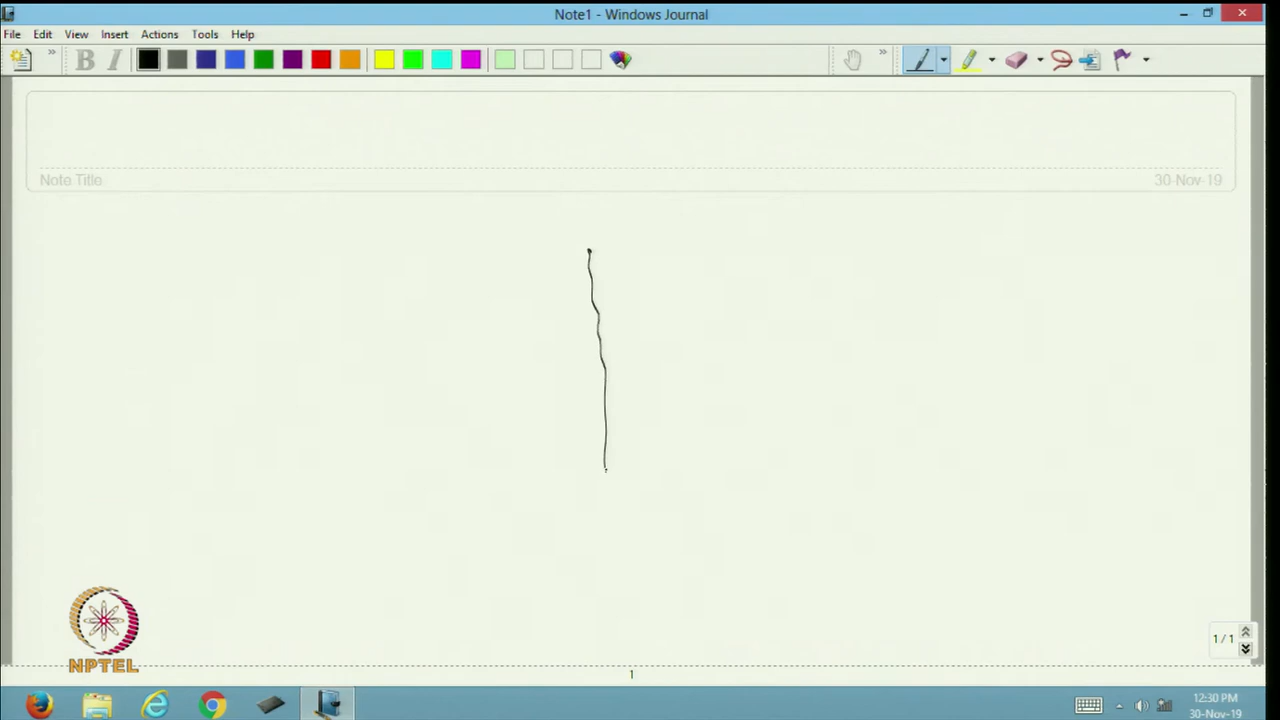 Note1 - Windows Journal
File Edit View Insert Actions Tools Help
B I
Note Title
30-Nov-19
1 / 1
NPTEL
1
12:30 PM
30-Nov-19